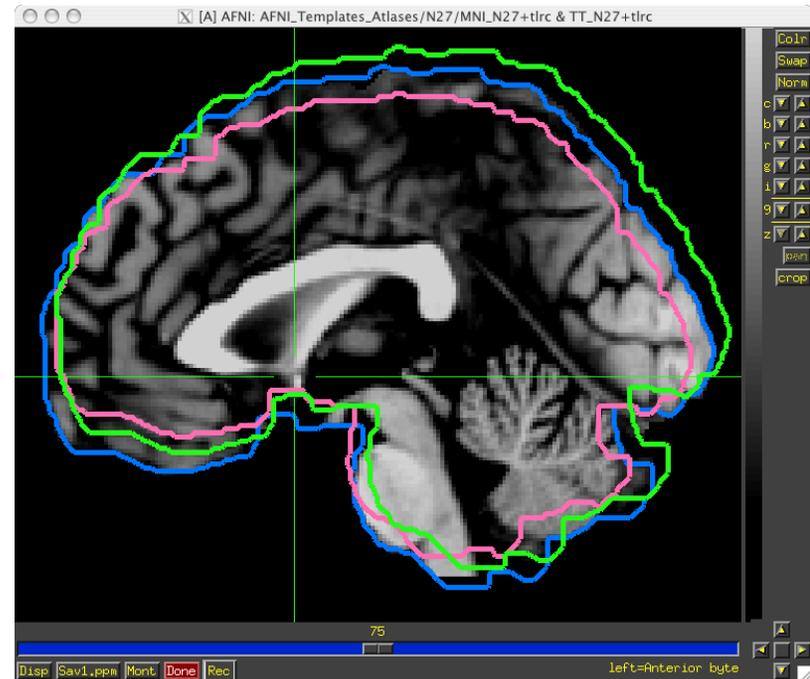 X [A] AFNI: AFNI_Templates_Atlases/N27/MNI_N27+tlrc & TT_N27+tlrc
Colr
Swap
Norm
c
b
r
g
i
9
z
pan
crop
75
Disp Sav1.ppm Mont Done Rec
left=Anterior byte